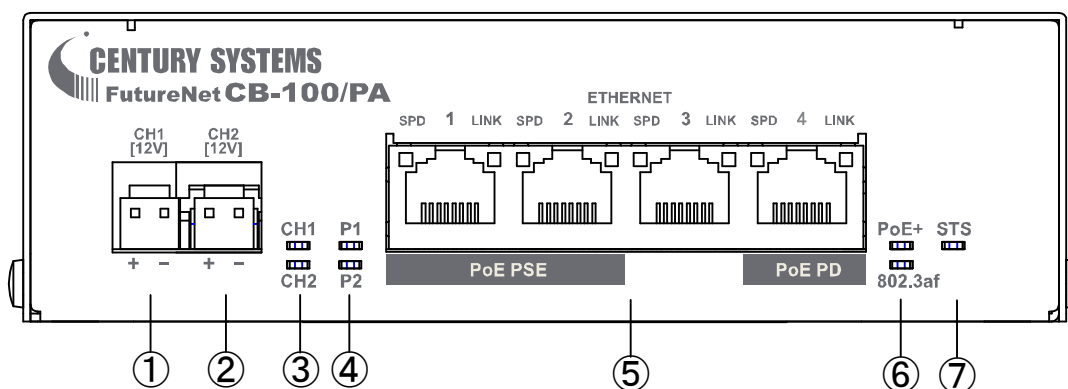 CENTURY SYSTEMS
FutureNet CB-100/PA
ETHERNET
SPD 1 LINK SPD 2 LINK SPD 3 LINK SPD 4 LINK
CH1 CH2
[12V] [12V]
CH1 P1
PoE+ STS
+ - + -
CH2 P2
PoE PSE PoE PD
802.3af
① ② ③ ④ ⑤ ⑥ ⑦